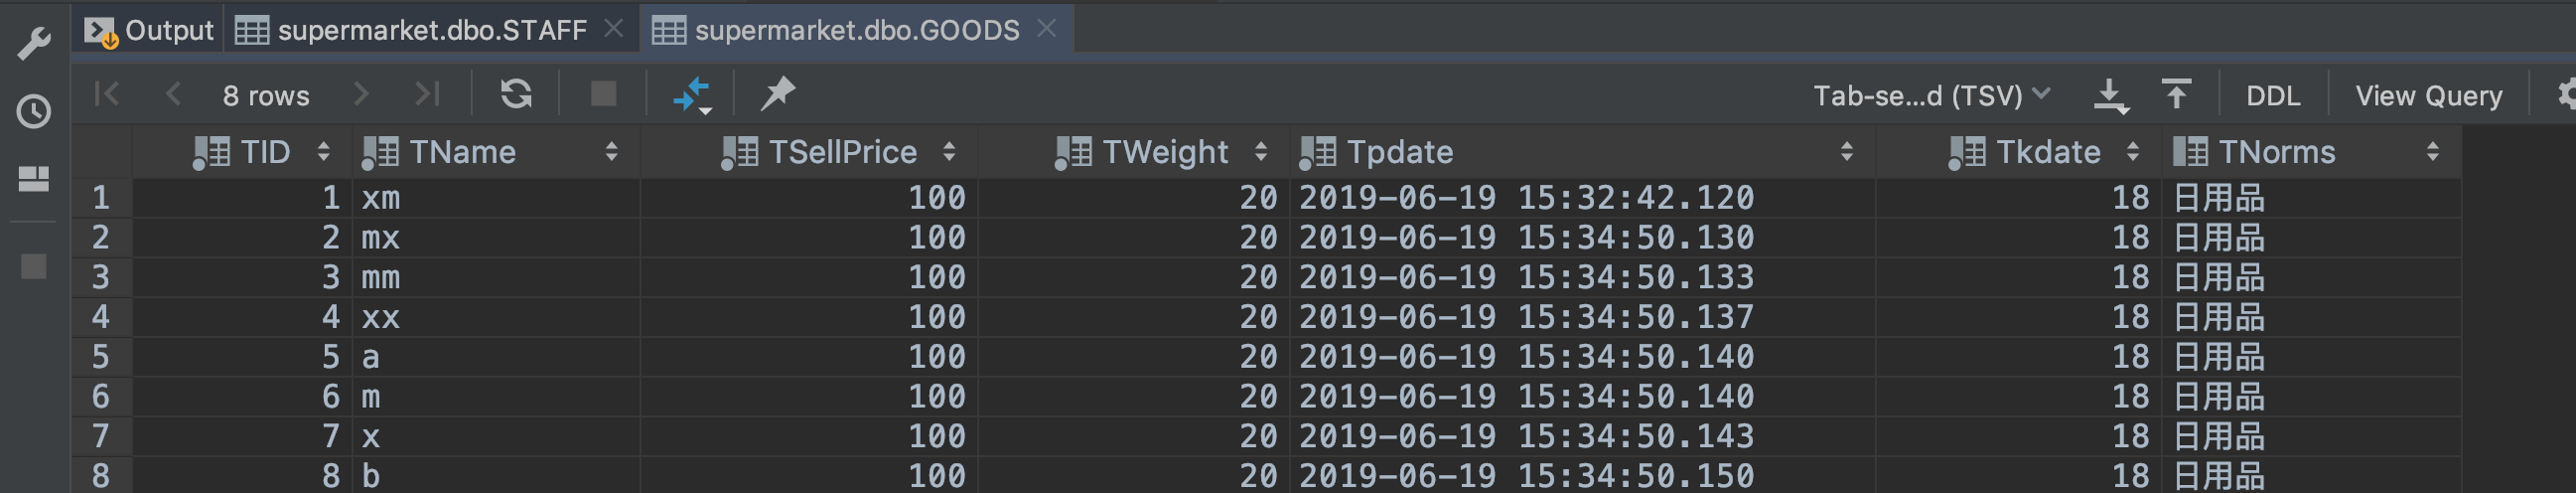 Output supermarket.dbo.STAFF supermarket.dbo.GOODS
8 rows Tab-se...d (TSV) DDL View Query
TID TName TSellPrice TWeight Tpdate Tkdate TNorms
1 1 xm 100 20 2019-06-19 15:32:42.120 18 日用品
2 2 mx 100 20 2019-06-19 15:34:50.130 18 日用品
3 3 mm 100 20 2019-06-19 15:34:50.133 18 日用品
4 4 xx 100 20 2019-06-19 15:34:50.137 18 日用品
5 5 a 100 20 2019-06-19 15:34:50.140 18 日用品
6 6 m 100 20 2019-06-19 15:34:50.140 18 日用品
7 7 x 100 20 2019-06-19 15:34:50.143 18 日用品
8 8 b 100 20 2019-06-19 15:34:50.150 18 日用品